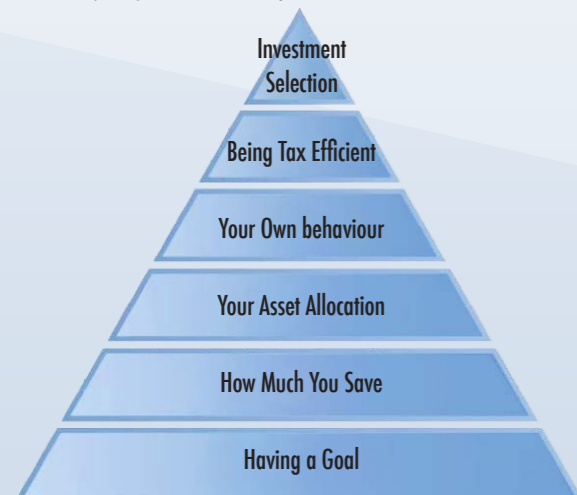 Investment
Selection
Being Tax Efficient
Your Own behaviour
Your Asset Allocation
How Much You Save
Having a Goal